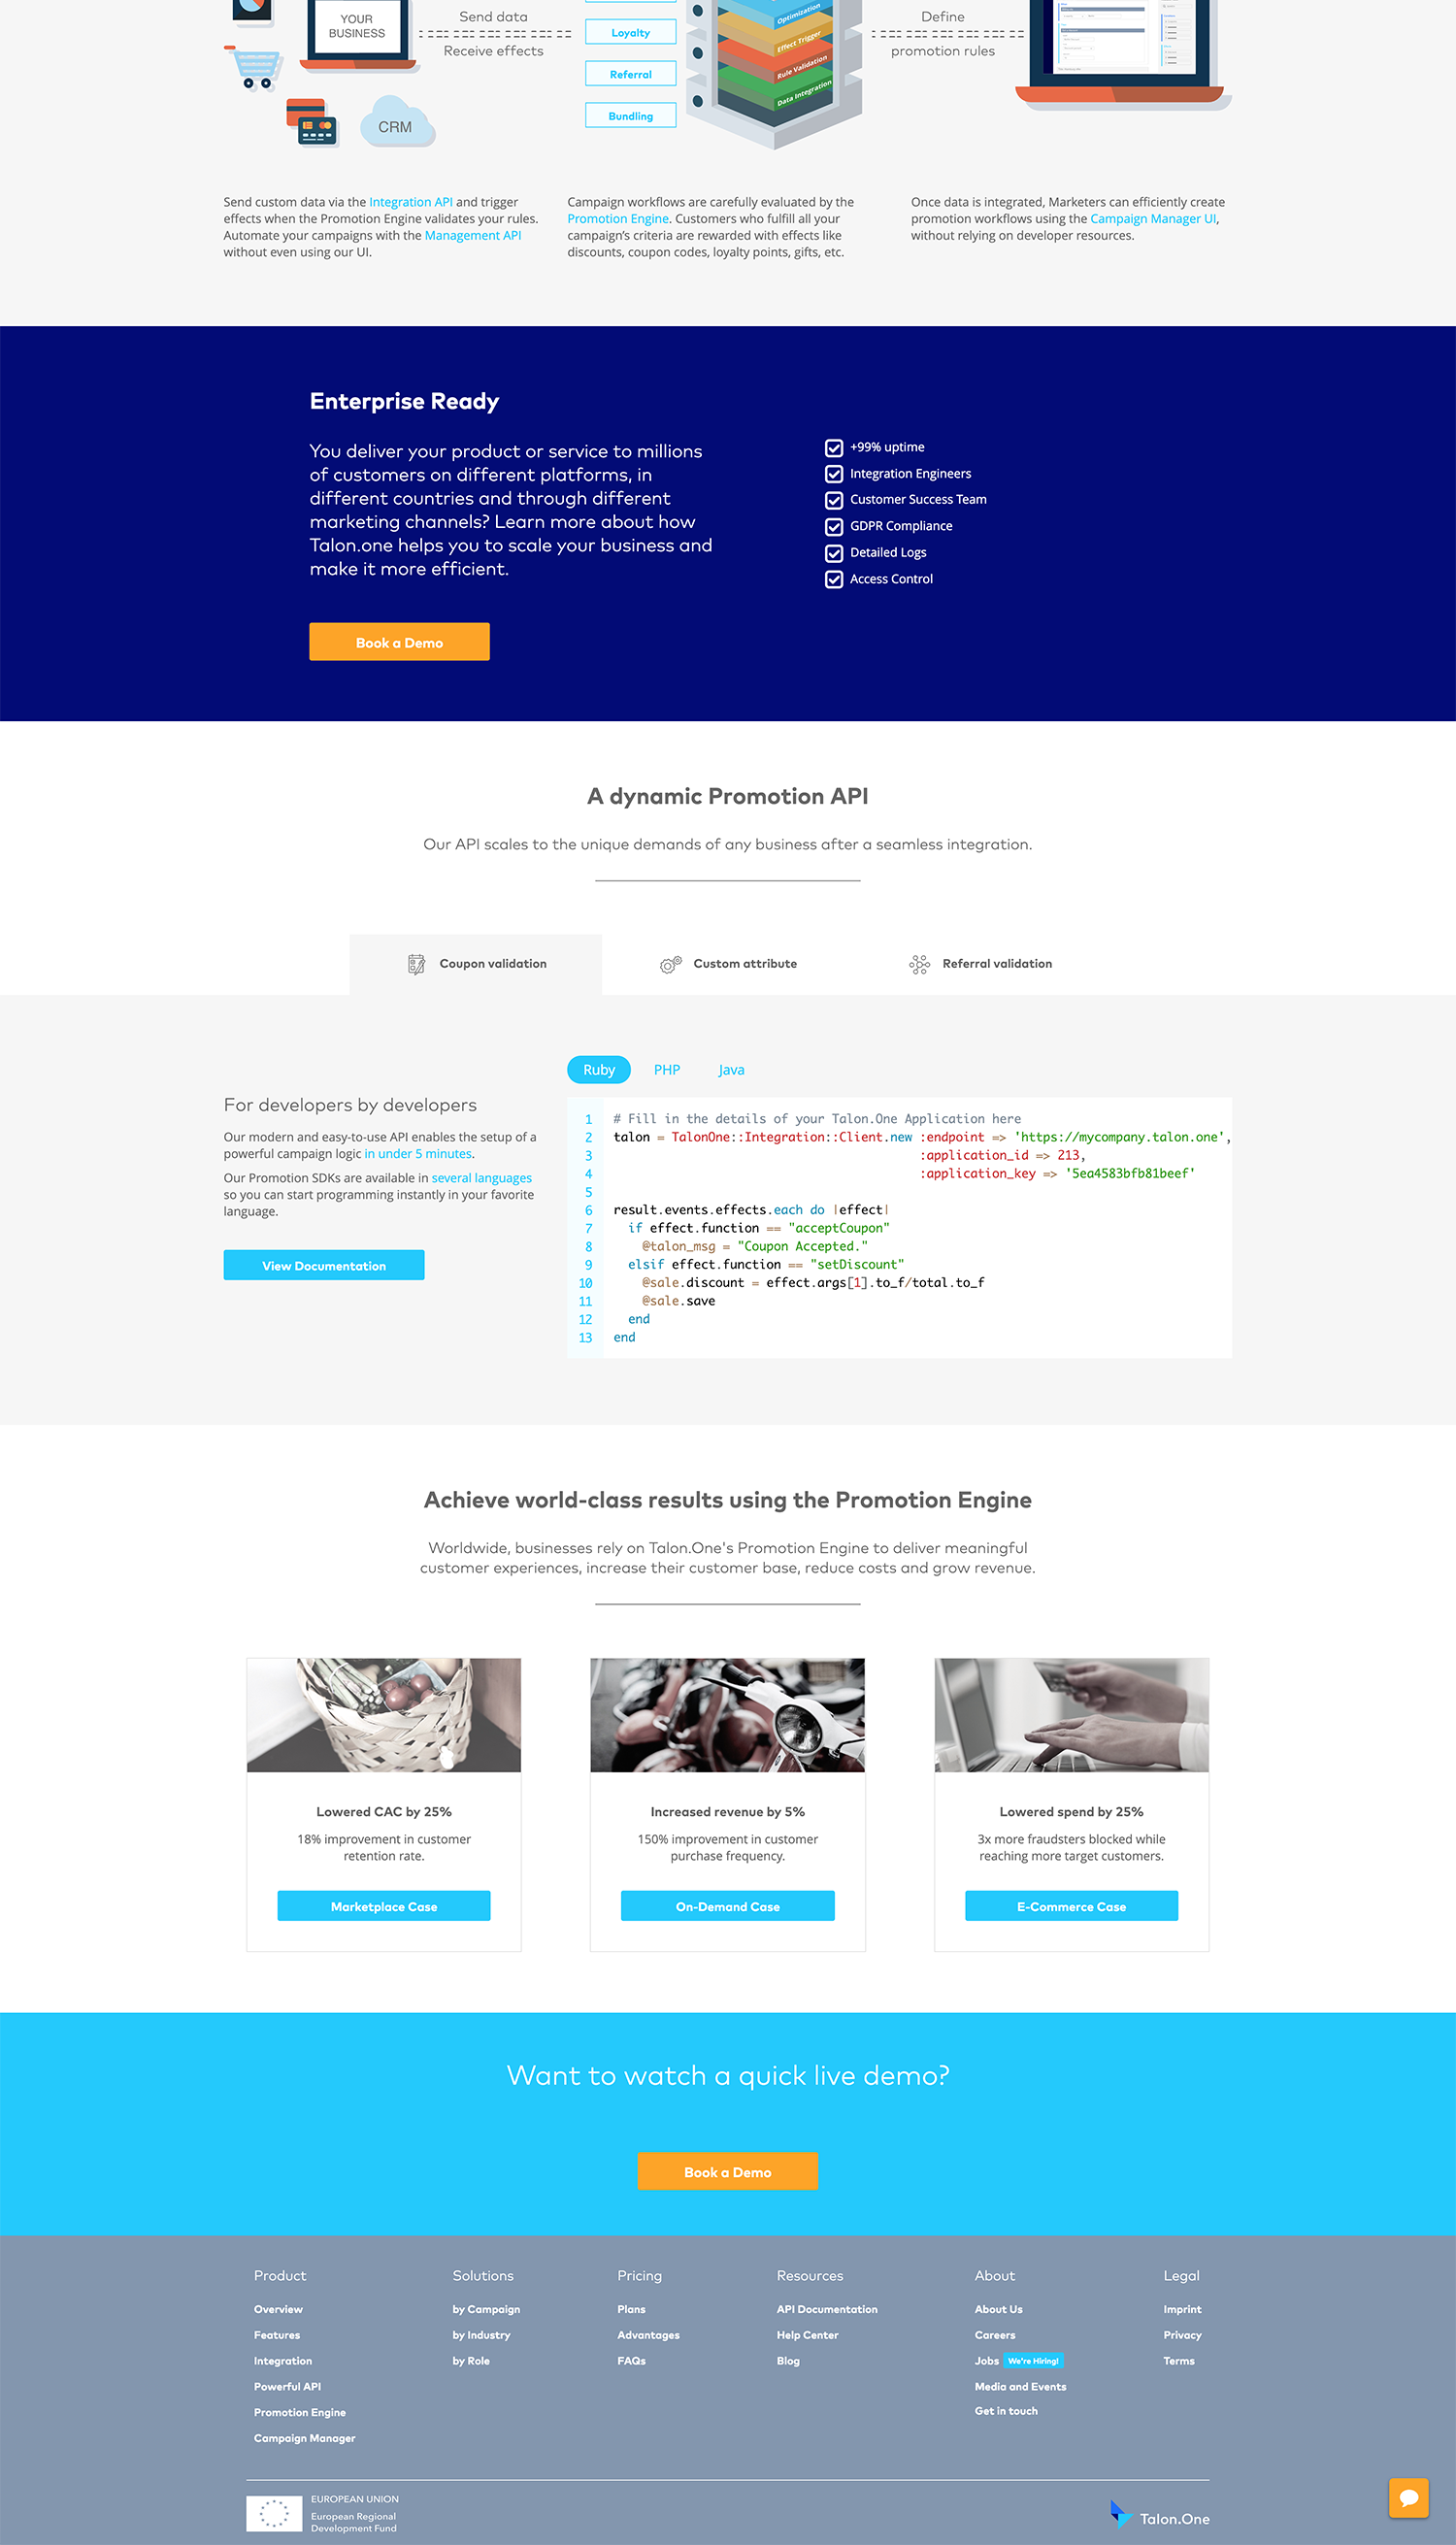 YOUR
BUSINESS
Send data
Receive effects
CRM
Loyalty
Referral
Bundling
Optimization
Effect Trigger
Rule Validation
Data Integration
Define
promotion rules
Send custom data via the Integration API and trigger
effects when the Promotion Engine validates your rules.
Automate your campaigns with the Management API
without even using our UI.
Campaign workflows are carefully evaluated by the
Promotion Engine. Customers who fulfill all your
campaign's criteria are rewarded with effects like
discounts, coupon codes, loyalty points, gifts, etc.
Once data is integrated, Marketers can efficiently create
promotion workflows using the Campaign Manager UI,
without relying on developer resources.
Enterprise Ready
You deliver your product or service to millions
of customers on different platforms, in
different countries and through different
marketing channels? Learn more about how
Talon.one helps you to scale your business and
make it more efficient.
Book a Demo
+99% uptime
Integration Engineers
Customer Success Team
GDPR Compliance
Detailed Logs
Access Control
A dynamic Promotion API
Our API scales to the unique demands of any business after a seamless integration.
Coupon validation
Custom attribute
Referral validation
For developers by developers
Our modern and easy-to-use API enables the setup of a
powerful campaign logic in under 5 minutes.
Our Promotion SDKs are available in several languages
so you can start programming instantly in your favorite
language.
View Documentation
Ruby PHP Java
1 # Fill in the details of your Talon.One Application here
2 talon = TalonOne::Integration::Client.new :endpoint => 'https://mycompany.talon.one',
3 :application_id => 213,
4 :application_key => '5ea4583bfb81beef'
5
6 result.events.effects.each do |effect|
7 if effect.function == "acceptCoupon"
8 @talon_msg = "Coupon Accepted."
9 elsif effect.function == "setDiscount"
10 @sale.discount = effect.args[1].to_f/total.to_f
11 @sale.save
12 end
13 end
Achieve world-class results using the Promotion Engine
Worldwide, businesses rely on Talon.One's Promotion Engine to deliver meaningful
customer experiences, increase their customer base, reduce costs and grow revenue.
Lowered CAC by 25%
18% improvement in customer
retention rate.
Marketplace Case
Increased revenue by 5%
150% improvement in customer
purchase frequency.
On-Demand Case
Lowered spend by 25%
3x more fraudsters blocked while
reaching more target customers.
E-Commerce Case
Want to watch a quick live demo?
Book a Demo
Product
Overview
Features
Integration
Powerful API
Promotion Engine
Campaign Manager
Solutions
by Campaign
by Industry
by Role
Pricing
Plans
Advantages
FAQs
Resources
API Documentation
Help Center
Blog
About
About Us
Careers
Jobs We're Hiring!
Media and Events
Get in touch
Legal
Imprint
Privacy
Terms
EUROPEAN UNION
European Regional
Development Fund
Talon.One